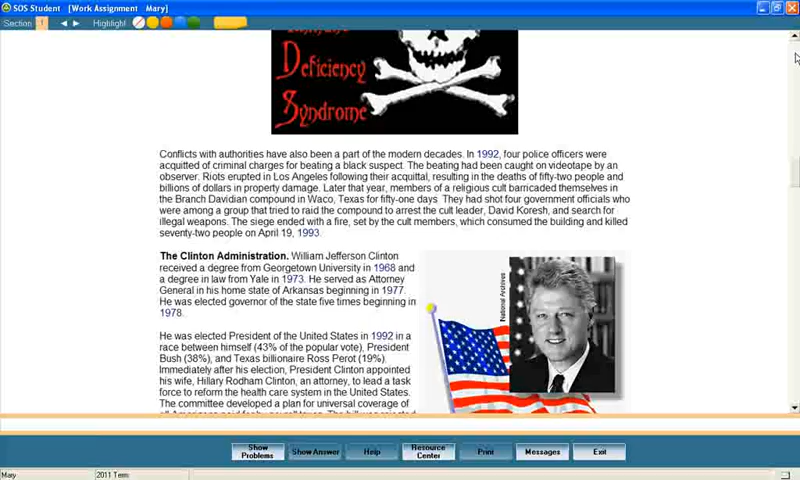 SOS Student [Work Assignment Mary]
Section 1 Highlight
Deficiency
Syndrome
Conflicts with authorities have also been a part of the modern decades. In 1992, four police officers were
acquitted of criminal charges for beating a black suspect. The beating had been caught on videotape by an
observer. Riots erupted in Los Angeles following their acquittal, resulting in the deaths of fifty-two people and
billions of dollars in property damage. Later that year, members of a religious cult barricaded themselves in
the Branch Davidian compound in Waco, Texas for fifty-one days They had shot four government officials who
were among a group that tried to raid the compound to arrest the cult leader, David Koresh, and search for
illegal weapons. The siege ended with a fire, set by the cult members, which consumed the building and killed
seventy-two people on April 19, 1993.
The Clinton Administration. William Jefferson Clinton
received a degree from Georgetown University in 1968 and
a degree in law from Yale in 1973. He served as Attorney
General in his home state of Arkansas beginning in 1977.
He was elected governor of the state five times beginning in
1978.
National Archives
He was elected President of the United States in 1992 in a
race between himself (43% of the popular vote), President
Bush (38%), and Texas billionaire Ross Perot (19%).
Immediately after his election, President Clinton appointed
his wife, Hillary Rodham Clinton, an attorney, to lead a task
force to reform the health care system in the United States.
The committee developed a plan for universal coverage of
Show Problems
Show Answer
Help
Resource Center
Print
Messages
Exit
Mary
2011 Term: